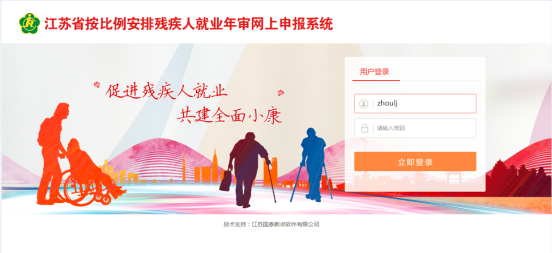 江苏省按比例安排残疾人就业年审网上申报系统
促进残疾人就业
共建全面小康
用户登录
zhoulj
请输入密码
立即登录
技术支持：江苏国泰新点软件有限公司